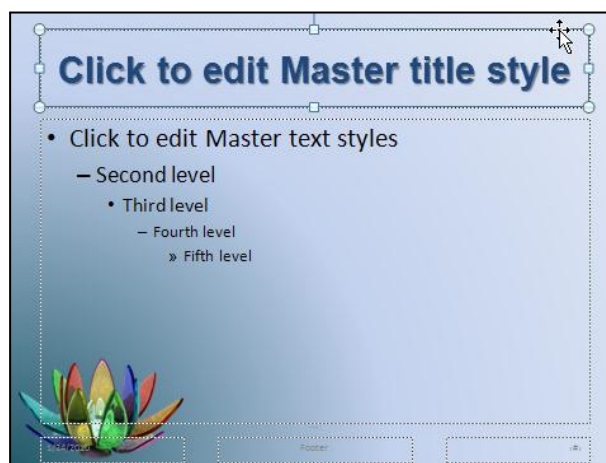 Click to edit Master title style
• Click to edit Master text styles
– Second level
• Third level
– Fourth level
» Fifth level
Footer
‹#›